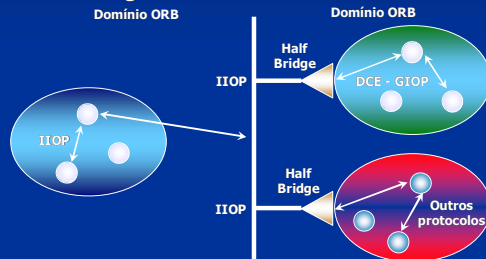 Domínio ORB
Domínio ORB
Half
Bridge
IIOP
DCE - GIOP
IIOP
Half
Bridge
IIOP
Outros
protocolos